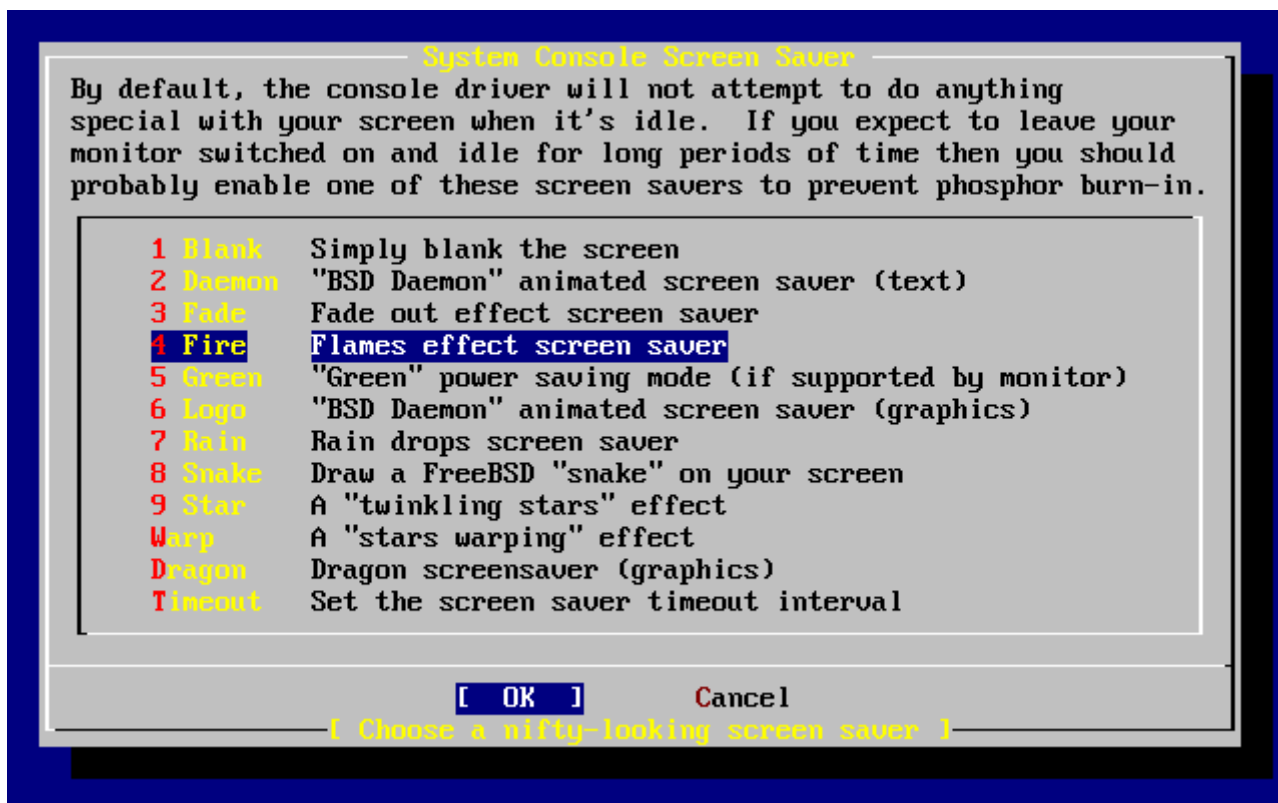 System Console Screen Saver
By default, the console driver will not attempt to do anything
special with your screen when it's idle.  If you expect to leave your
monitor switched on and idle for long periods of time then you should
probably enable one of these screen savers to prevent phosphor burn-in.
1 Blank   Simply blank the screen
2 Daemon  "BSD Daemon" animated screen saver (text)
3 Fade    Fade out effect screen saver
4 Fire    Flames effect screen saver
5 Green   "Green" power saving mode (if supported by monitor)
6 Logo    "BSD Daemon" animated screen saver (graphics)
7 Rain    Rain drops screen saver
8 Snake   Draw a FreeBSD "snake" on your screen
9 Star    A "twinkling stars" effect
Warp      A "stars warping" effect
Dragon    Dragon screensaver (graphics)
Timeout   Set the screen saver timeout interval
[  OK  ]       Cancel
[ Choose a nifty-looking screen saver ]